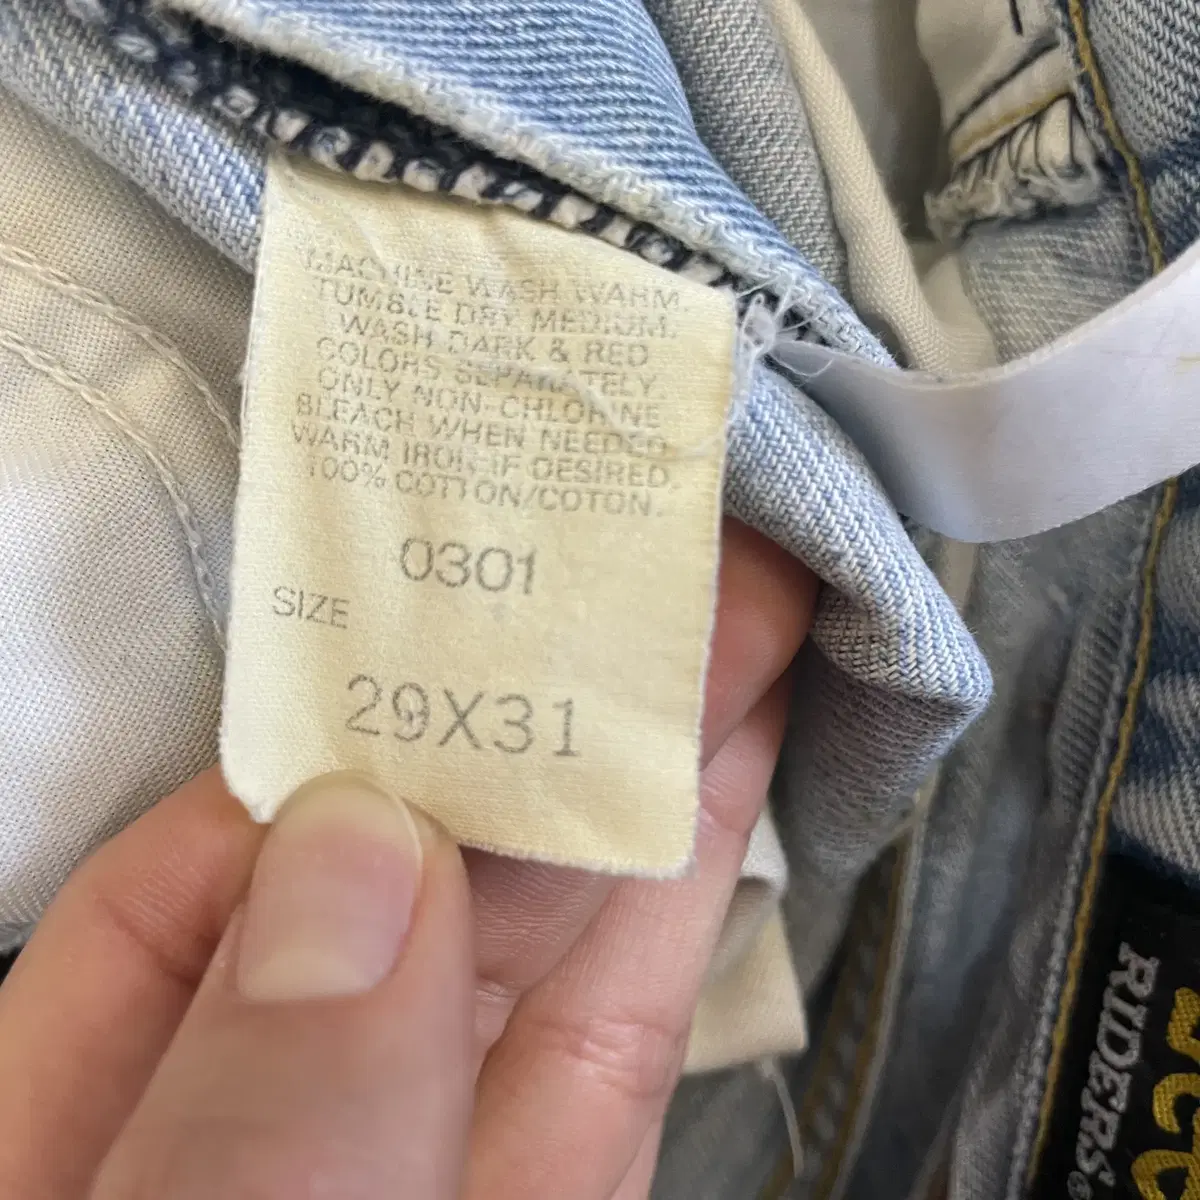 MACHINE WASH WARM.
TUMBLE DRY MEDIUM.
WASH DARK & RED
COLORS SEPARATELY.
ONLY NON-CHLORINE
BLEACH WHEN NEEDED
WARM IRON IF DESIRED.
100% COTTON/COTON.
0301
SIZE
29X31
RIDERS®